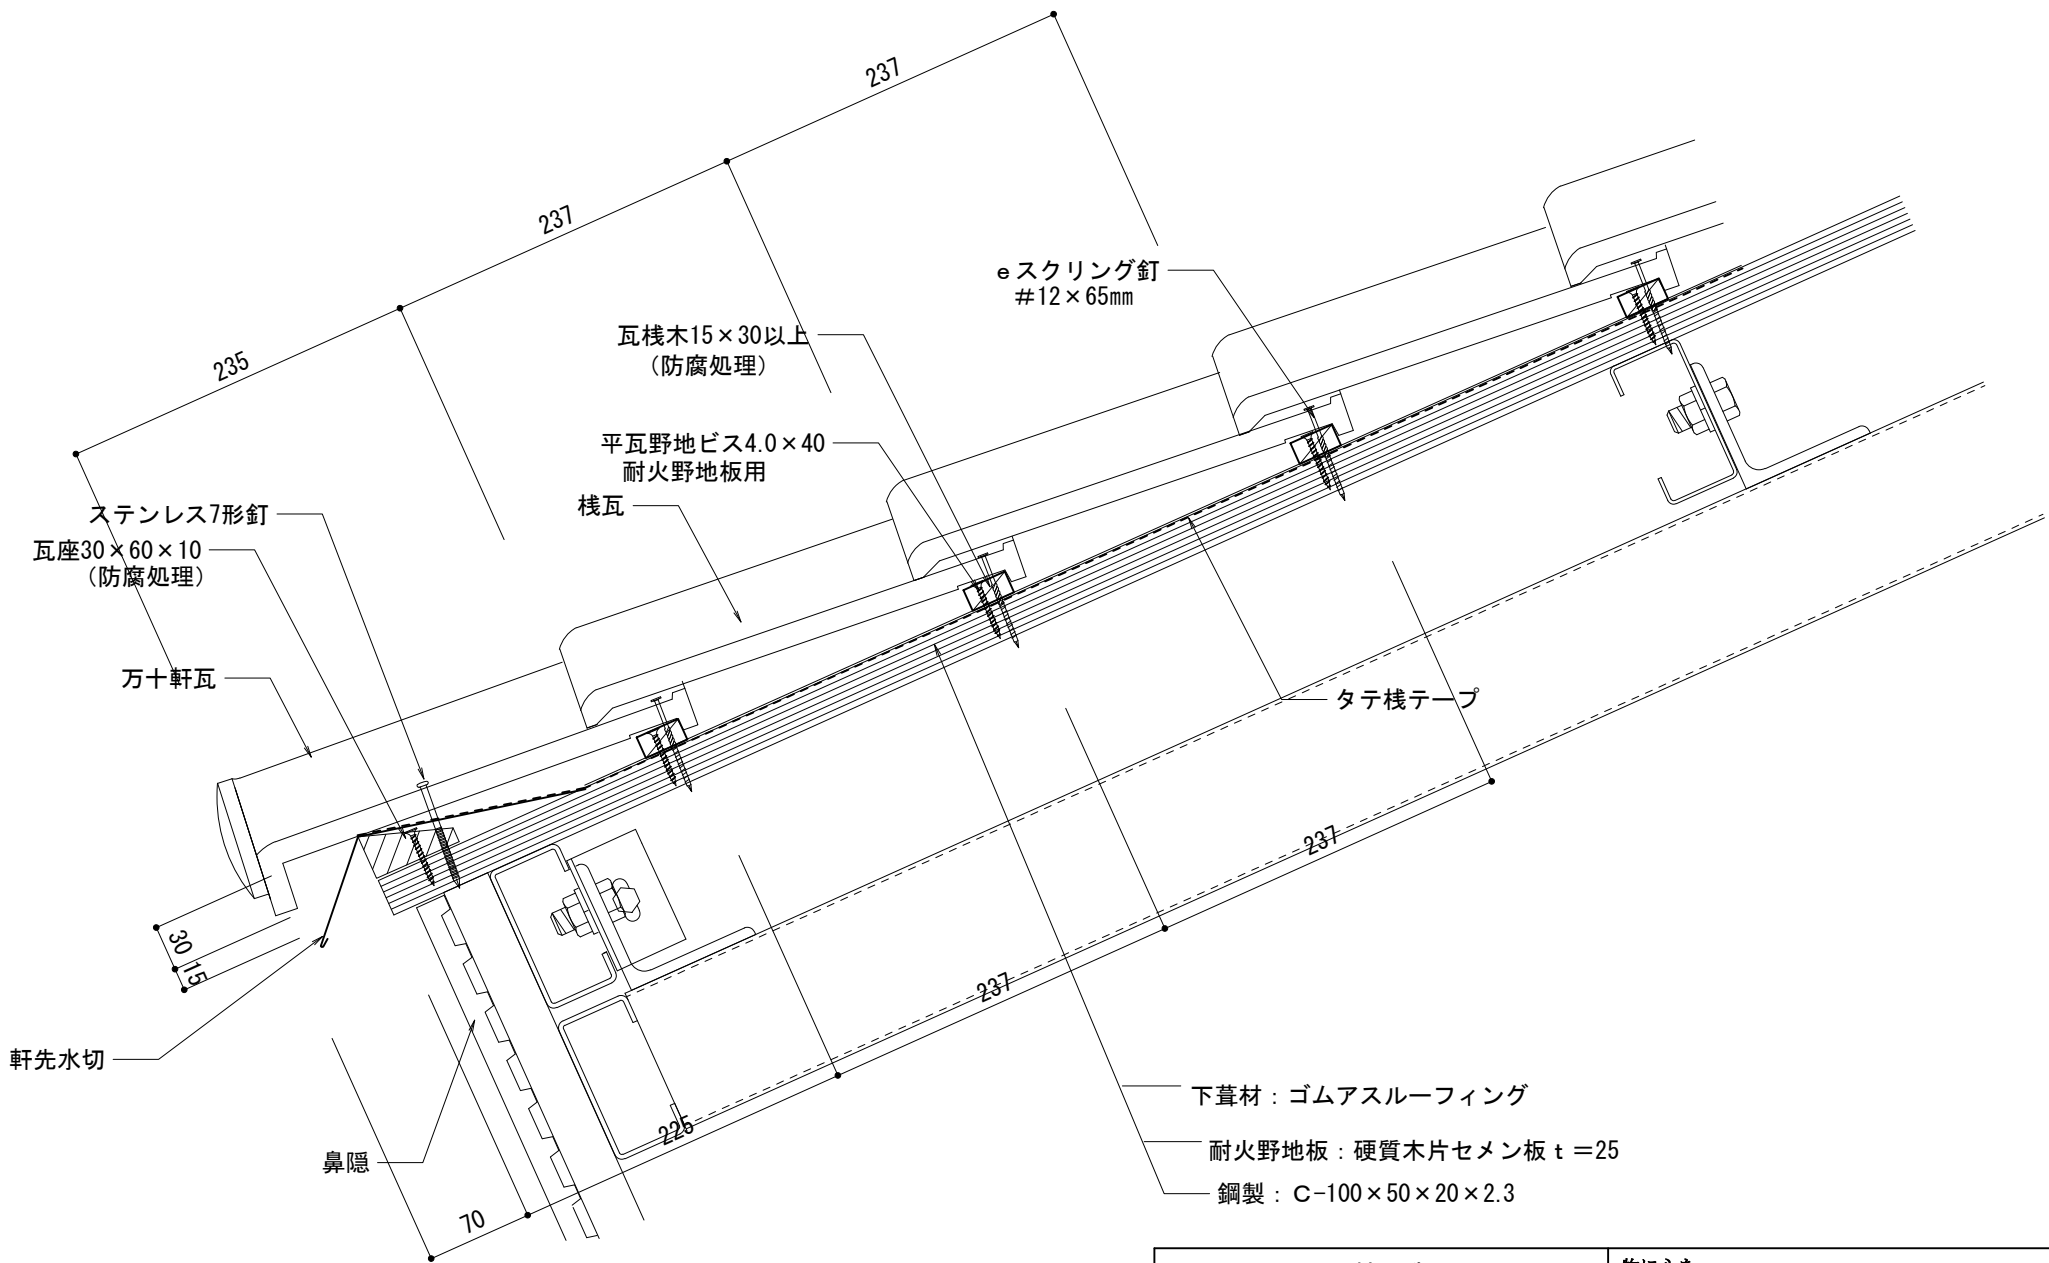 237
237
235
eスクリング釘
#12×65mm
瓦桟木15×30以上
(防腐処理)
平瓦野地ビス4.0×40
耐火野地板用
桟瓦
ステンレス7形釘
瓦座30×60×10
(防腐処理)
万十軒瓦
タテ桟テープ
30
15
軒先水切
鼻隠
237
237
225
70
下葺材：ゴムアスルーフィング
耐火野地板：硬質木片セメン板t＝25
鋼製：C-100×50×20×2.3